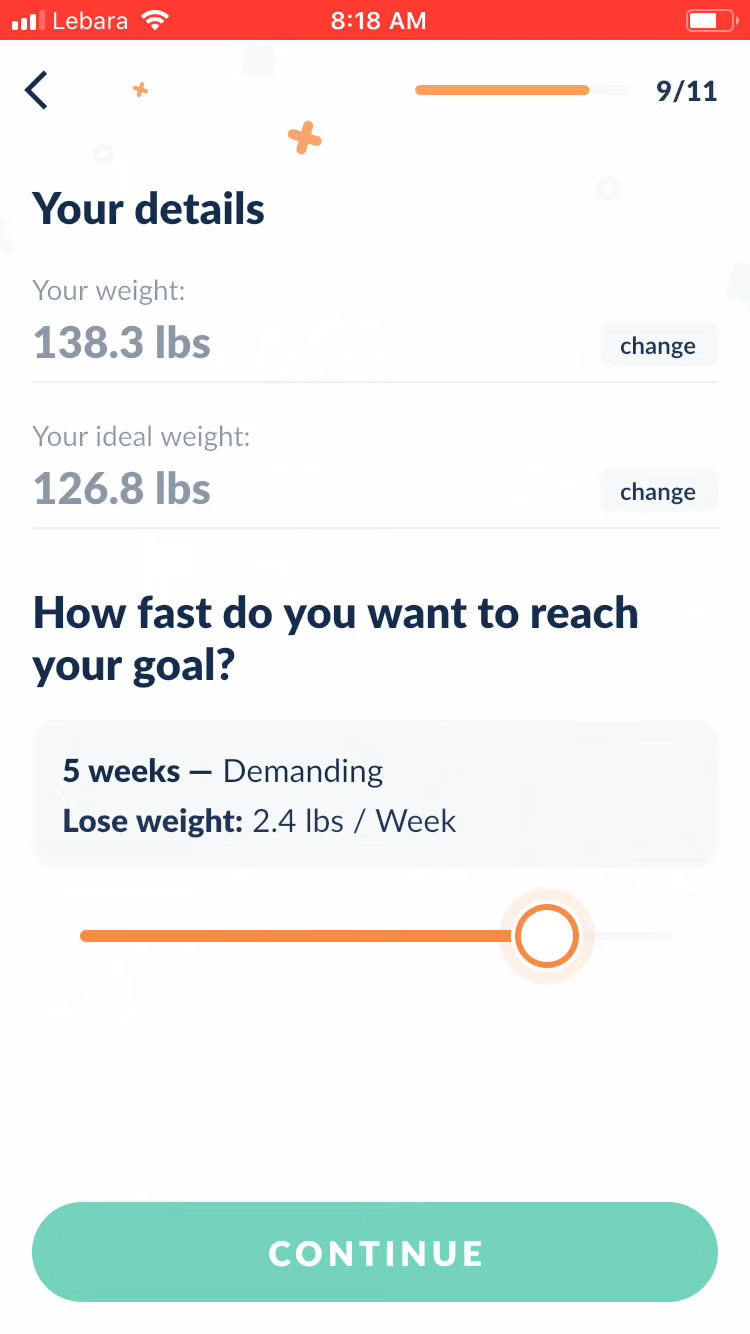 Lebara 8:18 AM
9/11
Your details
Your weight:
138.3 lbs
change
Your ideal weight:
126.8 lbs
change
How fast do you want to reach
your goal?
5 weeks — Demanding
Lose weight: 2.4 lbs / Week
CONTINUE